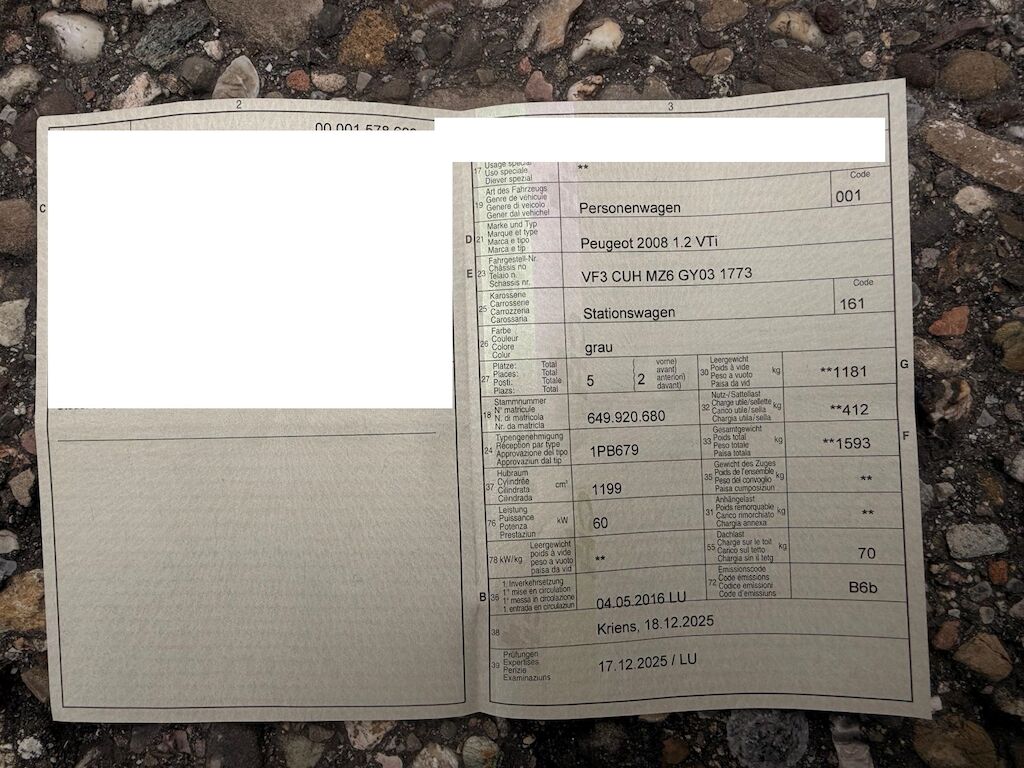 2
3
C
17
Usage spécial
Uso speciale
Diever spezial
**
19
Art des Fahrzeugs
Genre de véhicule
Genere di veicolo
Gener dal vehichel
Personenwagen
Code
001
D
21
Marke und Typ
Marque et type
Marca e tipo
Marca e tip
Peugeot 2008 1.2 VTi
E
23
Fahrgestell-Nr.
Châssis no
Telaio n.
Schassis nr.
VF3 CUH MZ6 GY03 1773
25
Karosserie
Carrosserie
Carrozzeria
Carossaria
Stationswagen
Code
161
26
Farbe
Couleur
Colore
Colur
grau
27
Plätze: Total
Places: Total
Posti: Totale
Plazs: Total
5
2
vorne)
avant)
anteriori)
davant)
30
Leergewicht
Poids à vide
Peso a vuoto
Paisa da vid
kg
**1181
G
18
Stammnummer
N° matricule
N. di matricola
Nr. da matricla
649.920.680
32
Nutz-/Sattellast
Charge utile/sellette
Carico utile/sella
Chargia utila/sella
kg
**412
24
Typengenehmigung
Réception par type
Approvazione del tipo
Approvaziun dal tip
1PB679
33
Gesamtgewicht
Poids total
Peso totale
Paisa totala
kg
**1593
F
37
Hubraum
Cylindrée
Cilindrata
Cilindrada
cm³
1199
35
Gewicht des Zuges
Poids de l'ensemble
Peso del convoglio
Paisa cumposiziun
kg
**
76
Leistung
Puissance
Potenza
Prestaziun
kW
60
31
Anhängelast
Poids remorquable
Carico rimorchiato
Chargia annexa
kg
**
78 kW/kg
Leergewicht
poids à vide
peso a vuoto
paisa da vid
**
55
Dachlast
Charge sur le toit
Carico sul tetto
Chargia sin il tetg
kg
70
B
36
1. Inverkehrsetzung
1re mise en circulation
1a messa in circolazione
1. entrada en circulaziun
04.05.2016 LU
72
Emissionscode
Code émissions
Codice emissioni
Code d'emissiuns
B6b
38
Kriens, 18.12.2025
39
Prüfungen
Expertises
Perizie
Examinaziuns
17.12.2025 / LU